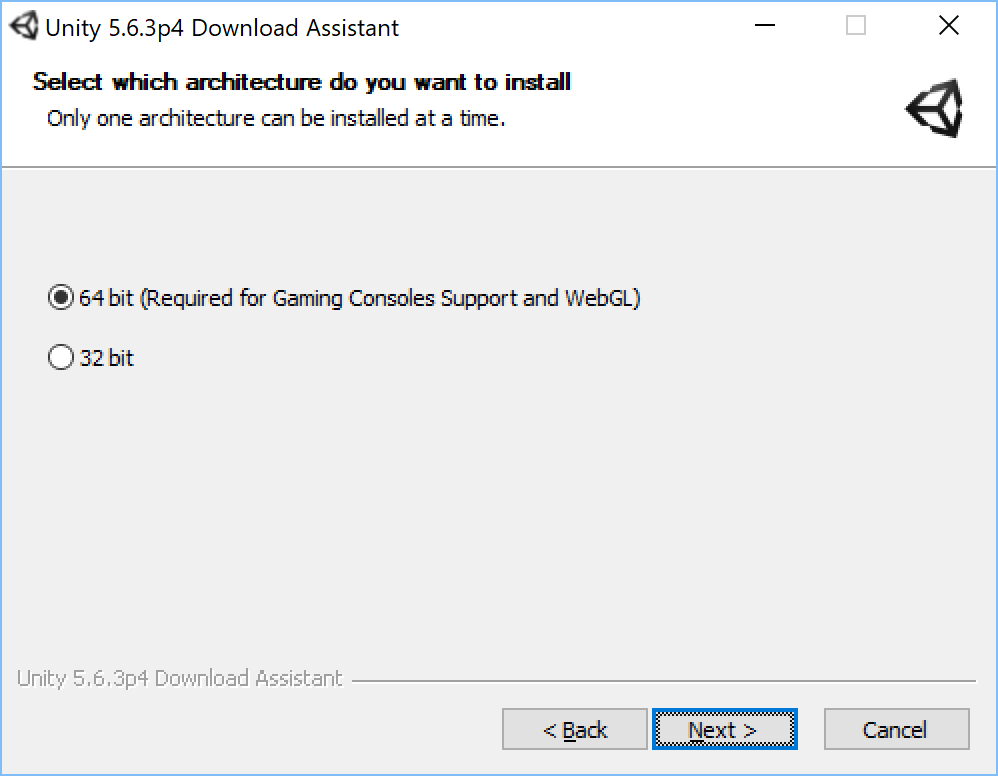 Unity 5.6.3p4 Download Assistant
Select which architecture do you want to install
Only one architecture can be installed at a time.
64 bit (Required for Gaming Consoles Support and WebGL)
32 bit
Unity 5.6.3p4 Download Assistant
< Back Next > Cancel